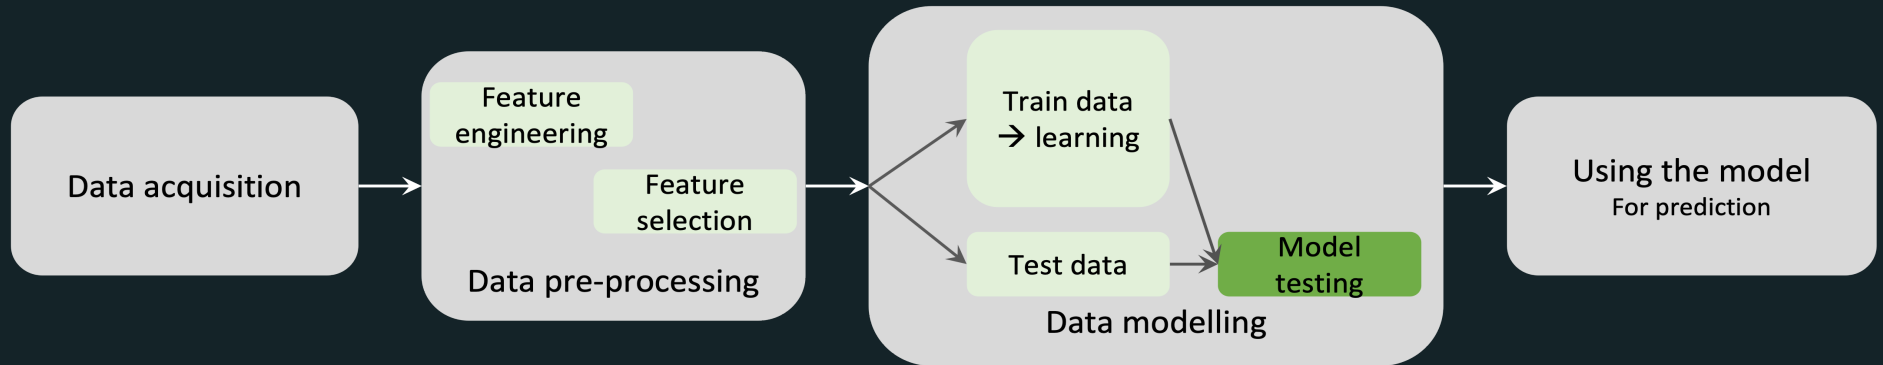 Data acquisition
Feature
engineering
Feature
selection
Data pre-processing
Train data
→ learning
Test data
Model
testing
Data modelling
Using the model
For prediction